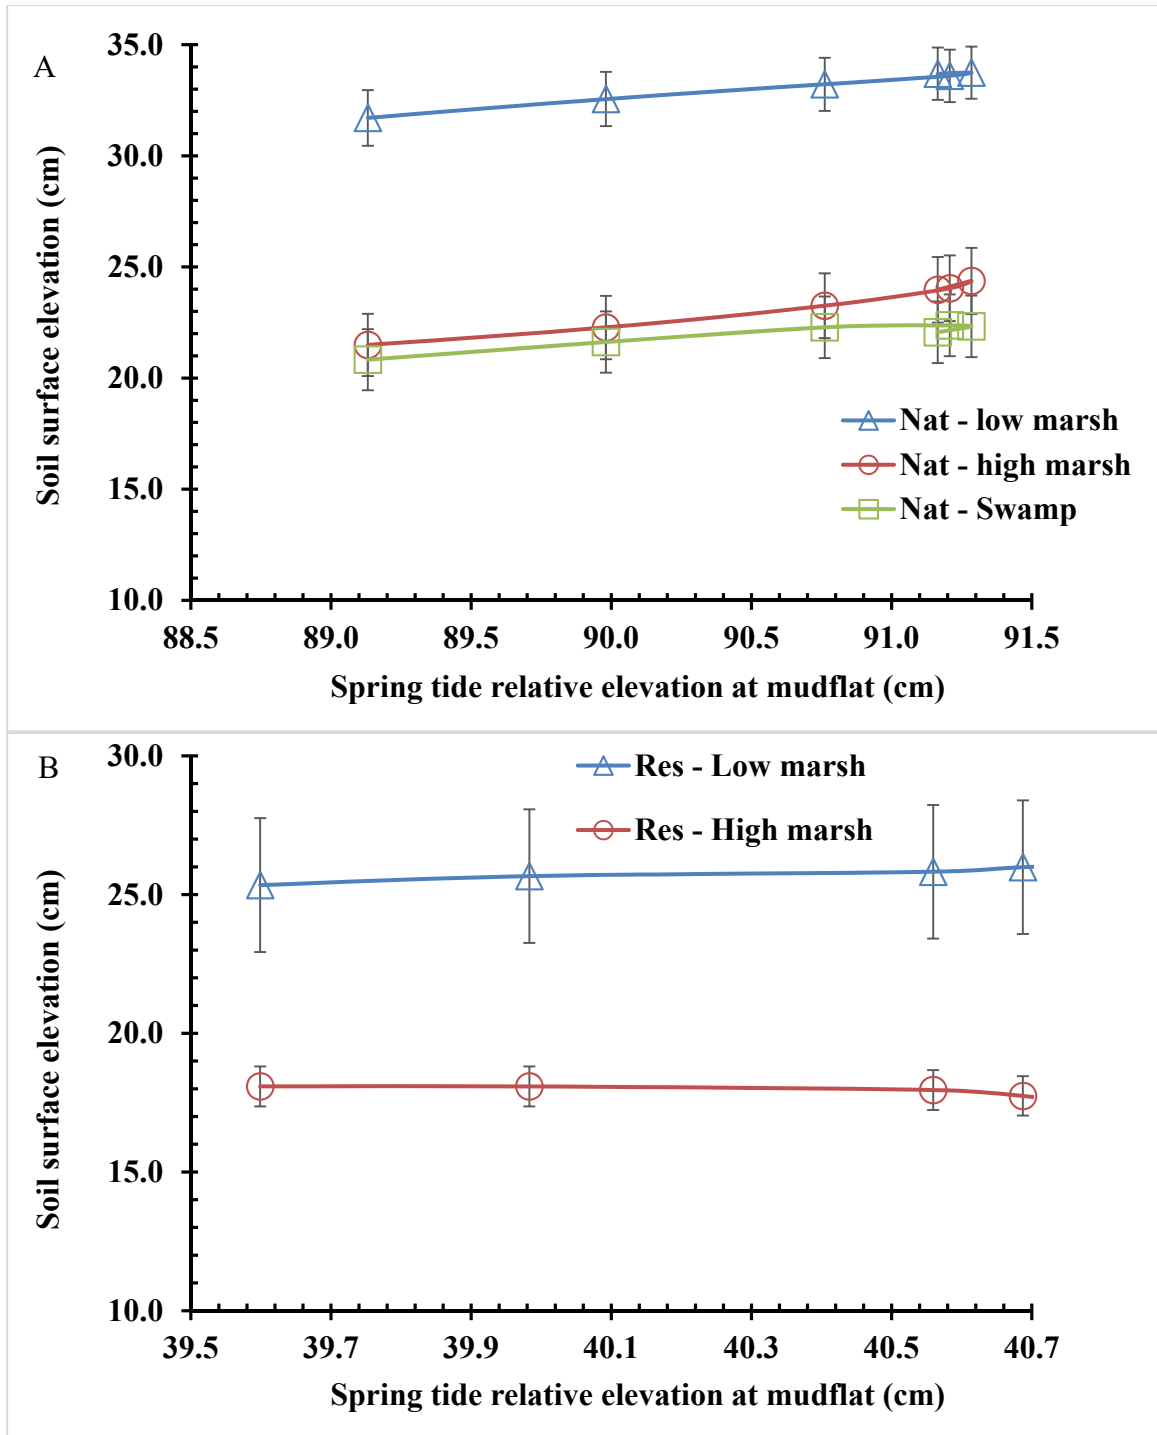 A
35.0
30.0
25.0
20.0
15.0
10.0
Soil surface elevation (cm)
Nat - low marsh
Nat - high marsh
Nat - Swamp
88.5 89.0 89.5 90.0 90.5 91.0 91.5
Spring tide relative elevation at mudflat (cm)
B
30.0
25.0
20.0
15.0
10.0
Soil surface elevation (cm)
Res - Low marsh
Res - High marsh
39.5 39.7 39.9 40.1 40.3 40.5 40.7
Spring tide relative elevation at mudflat (cm)